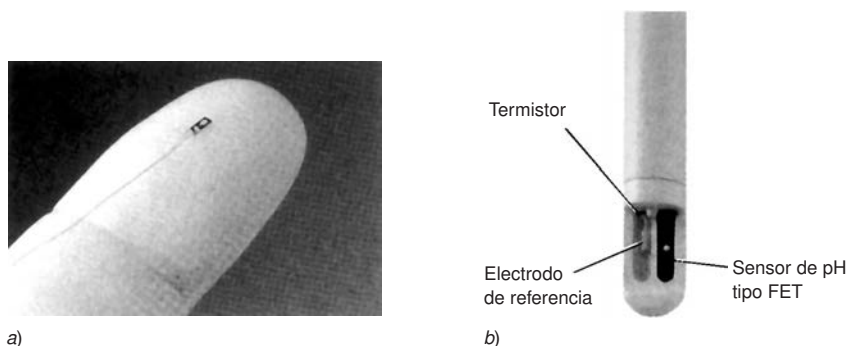 Termistor
Electrodo
de referencia
Sensor de pH
tipo FET
a)
b)